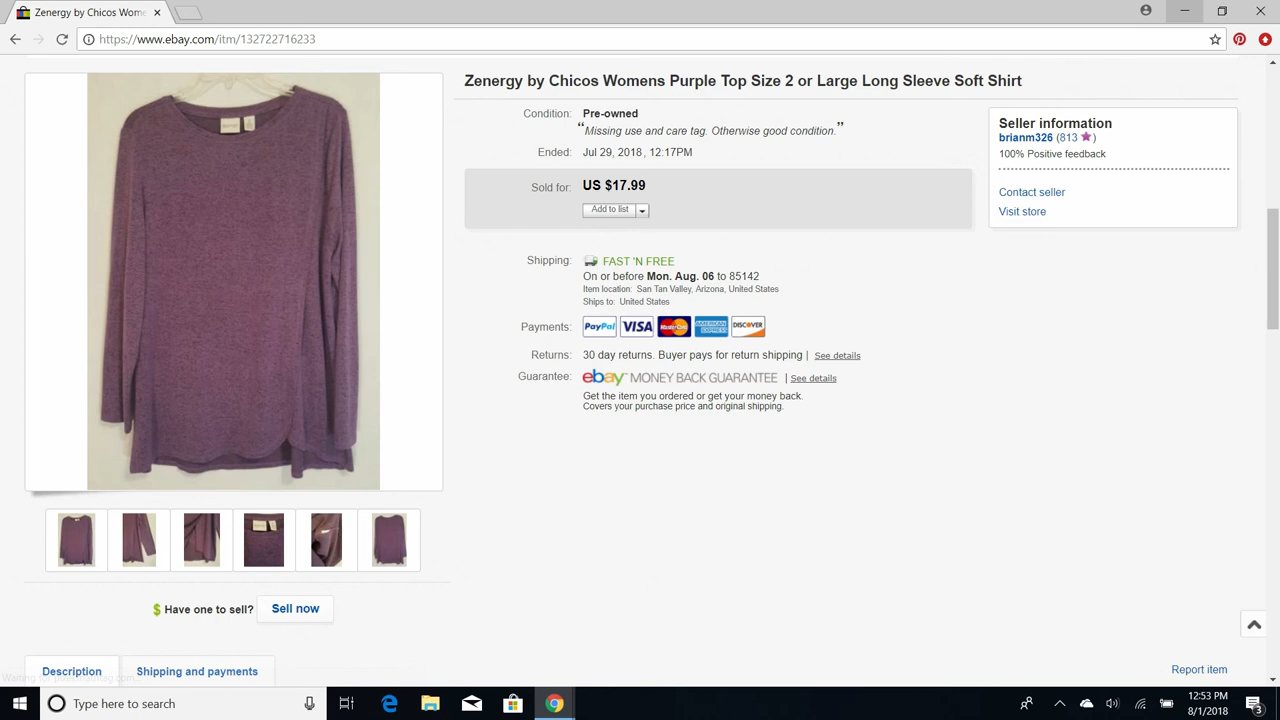 Zenergy by Chicos Wome
https://www.ebay.com/itm/132722716233
Zenergy by Chicos Womens Purple Top Size 2 or Large Long Sleeve Soft Shirt
Condition: Pre-owned
“Missing use and care tag. Otherwise good condition.”
Ended: Jul 29, 2018 , 12:17PM
Sold for: US $17.99
Add to list
Seller information
brianm326 (813 )
100% Positive feedback
Contact seller
Visit store
Shipping: FAST 'N FREE
On or before Mon. Aug. 06 to 85142
Item location: San Tan Valley, Arizona, United States
Ships to: United States
Payments: PayPal VISA MasterCard AMERICAN EXPRESS DISCOVER
Returns: 30 day returns. Buyer pays for return shipping | See details
Guarantee: ebay MONEY BACK GUARANTEE | See details
Get the item you ordered or get your money back.
Covers your purchase price and original shipping.
$ Have one to sell? Sell now
Description Shipping and payments
Report item
Type here to search
12:53 PM
8/1/2018
3